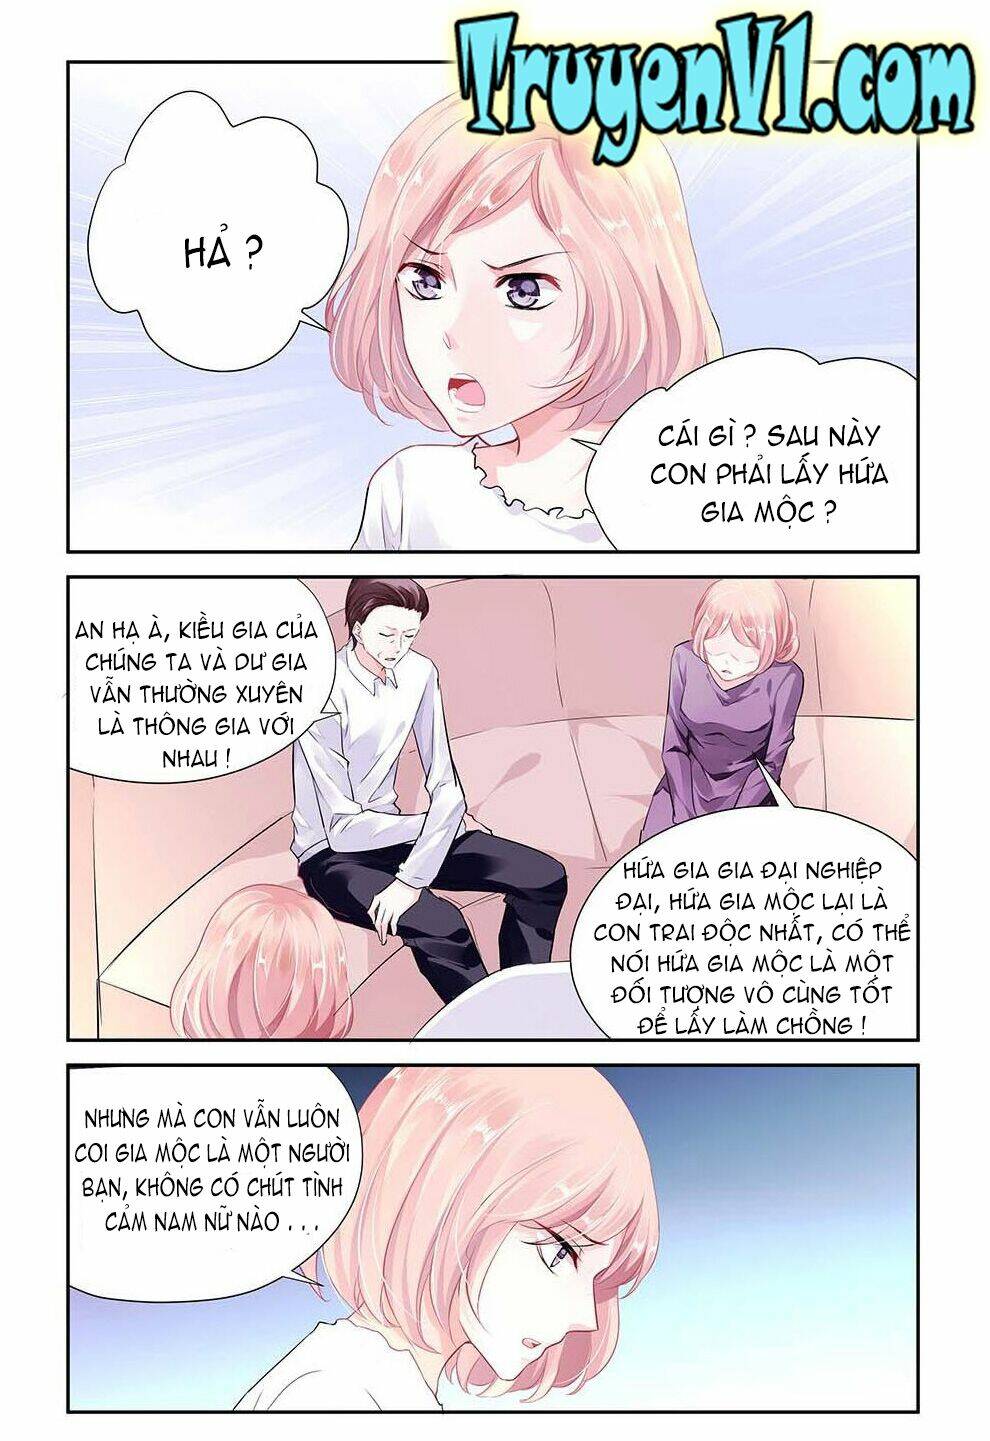 TruyenV1.com
HẢ ?
CÁI GÌ ? SAU NÀY
CON PHẢI LẤY HỨA
GIA MỘC ?
AN HẠ À, KIỀU GIA CỦA
CHÚNG TA VÀ DƯ GIA
VẪN THƯỜNG XUYÊN
LÀ THÔNG GIA VỚI
NHAU !
HỨA GIA GIA ĐẠI NGHIỆP
ĐẠI, HỨA GIA MỘC LẠI LÀ
CON TRAI ĐỘC NHẤT, CÓ THỂ
NÓI HỨA GIA MỘC LÀ MỘT
ĐỐI TƯỢNG VÔ CÙNG TỐT
ĐỂ LẤY LÀM CHỒNG !
NHƯNG MÀ CON VẪN LUÔN
COI GIA MỘC LÀ MỘT NGƯỜI
BẠN, KHÔNG CÓ CHÚT TÌNH
CẢM NAM NỮ NÀO . . .